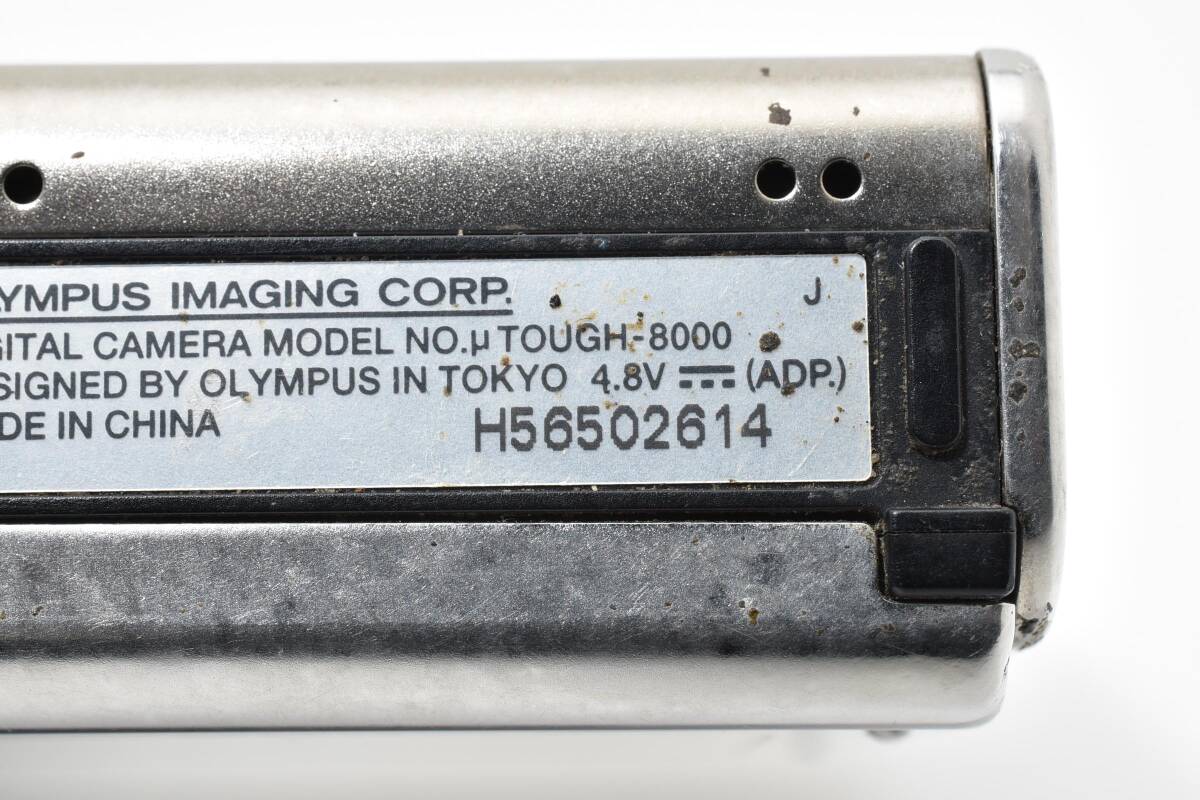 LYMPUS IMAGING CORP. J
GITAL CAMERA MODEL NO.μ TOUGH-8000
SIGNED BY OLYMPUS IN TOKYO 4.8V ⎓ (ADP.)
DE IN CHINA
H56502614